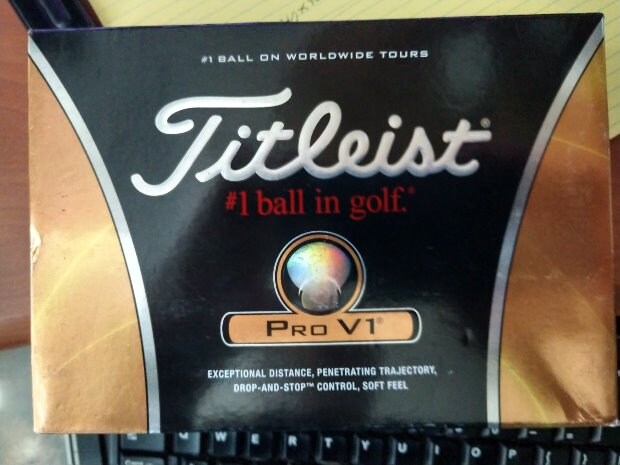 #1 BALL ON WORLDWIDE TOURS
Titleist®
#1 ball in golf.®
PRO V1®
EXCEPTIONAL DISTANCE, PENETRATING TRAJECTORY,
DROP-AND-STOP™ CONTROL, SOFT FEEL
W E R T Y U I O P